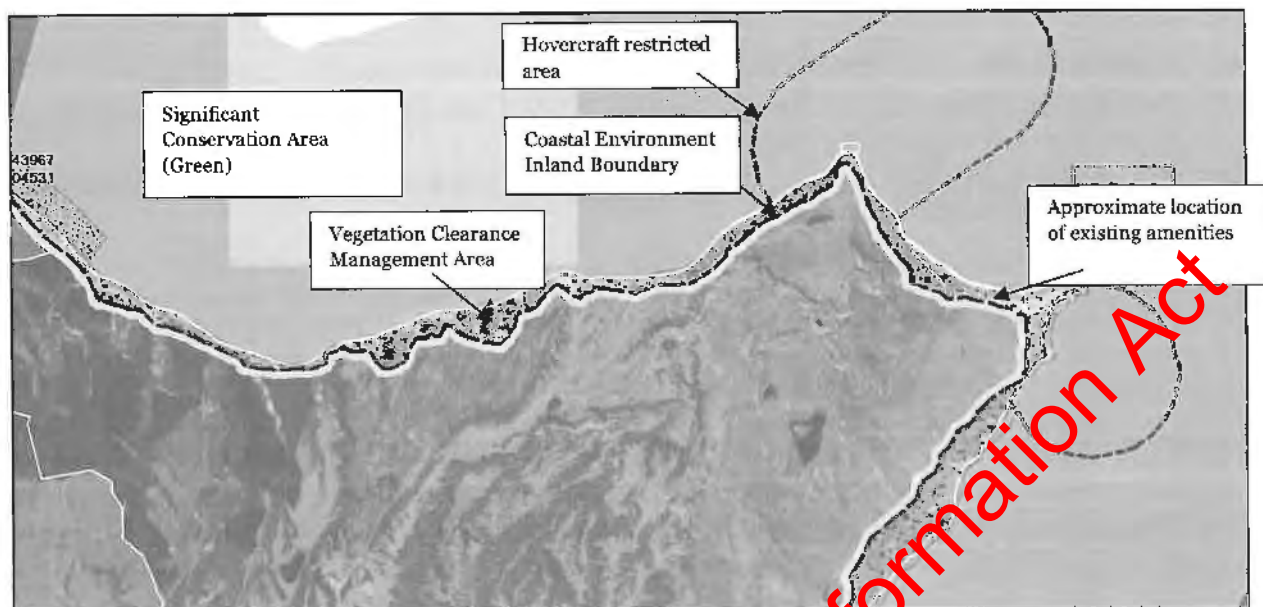 Hovercraft restricted
area
Significant
Conservation Area
(Green)
Coastal Environment
Inland Boundary
43967
04531
Approximate location
of existing amenities
Vegetation Clearance
Management Area
formation Act